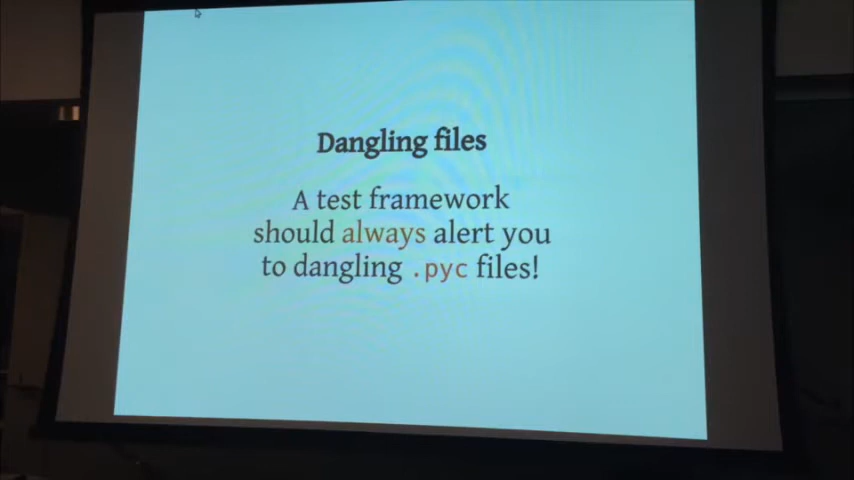 Dangling files
A test framework
should always alert you
to dangling .pyc files!